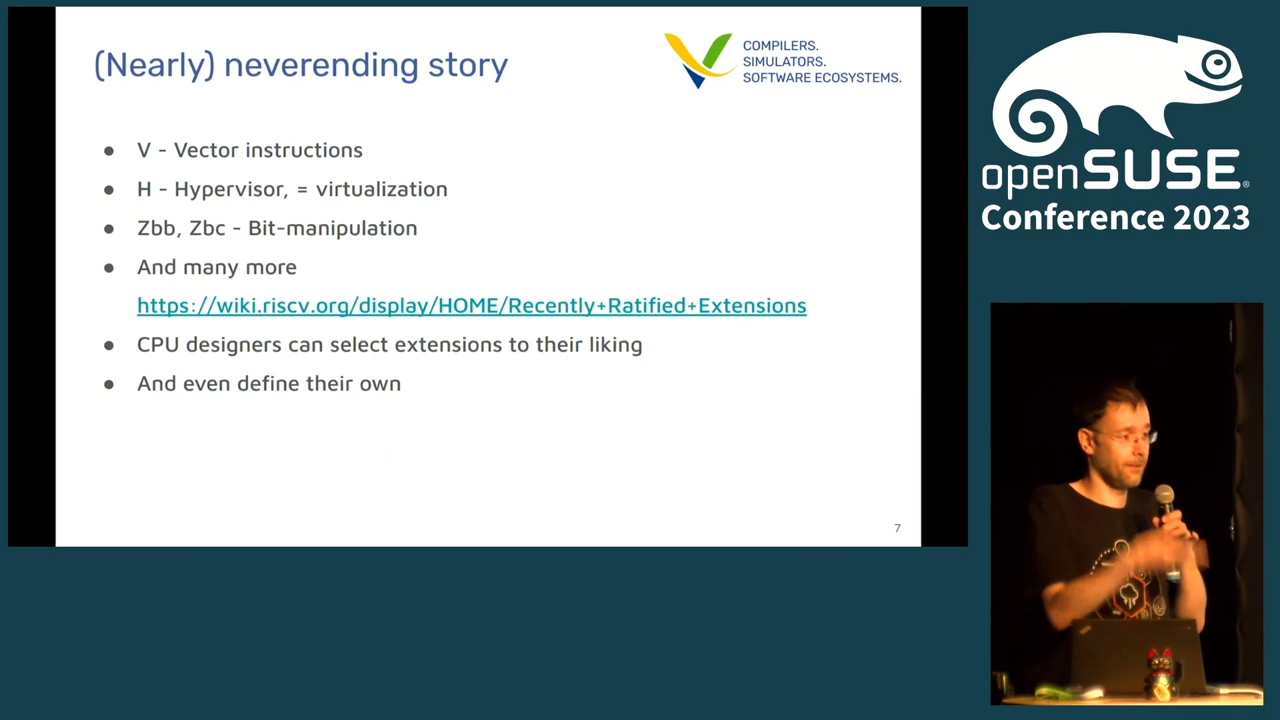 (Nearly) neverending story
COMPILERS.
SIMULATORS.
SOFTWARE ECOSYSTEMS.
● V - Vector instructions
● H - Hypervisor, = virtualization
● Zbb, Zbc - Bit-manipulation
● And many more
https://wiki.riscv.org/display/HOME/Recently+Ratified+Extensions
● CPU designers can select extensions to their liking
● And even define their own
7
openSUSE®
Conference 2023